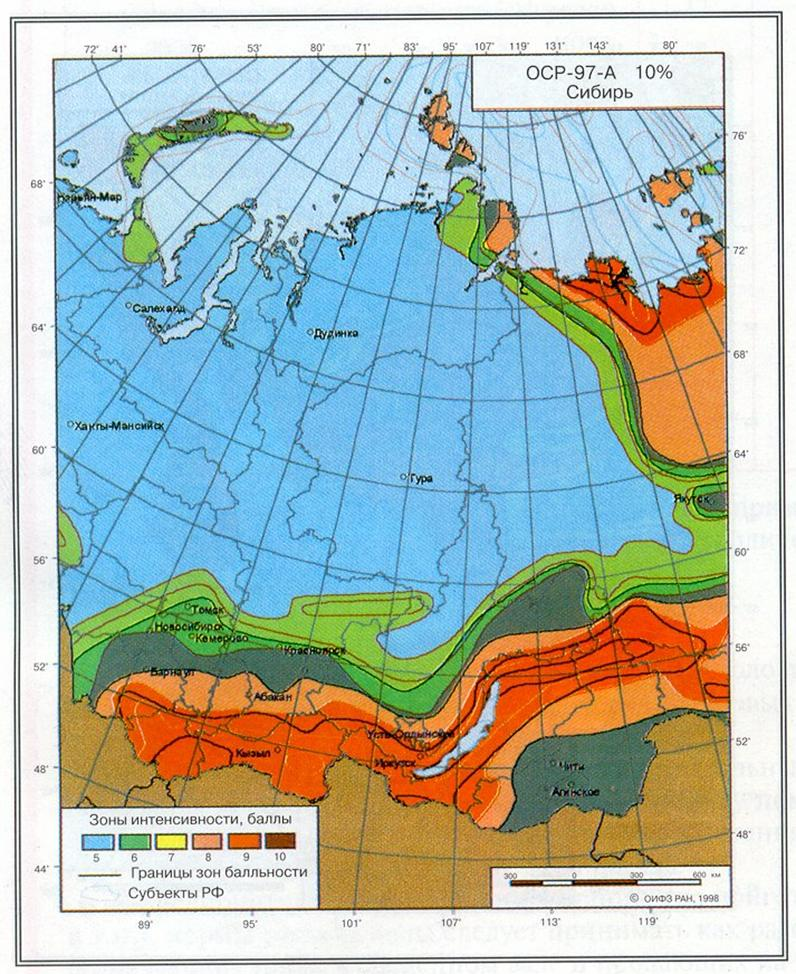 ОСР-97-А 10%
Сибирь
72' 41' 76' 53' 80' 71' 83' 95' 107' 119' 131' 143' 80'
76'
68'
Нарьян-Мар
72'
Салехард
64'
Дудинка
68'
Ханты-Мансийск
60'
64'
Тура
Якутск
60'
56'
Томск
Новосибирск
Кемерово
Красноярск
56'
52'
Барнаул
Абакан
Усть-Ордынское
52'
Кызыл
Иркутск
48'
Чита
Агинское
Зоны интенсивности, баллы
5 6 7 8 9 10
48'
Границы зон балльности
Субъекты РФ
44'
300 0 300 600 км
© ОИФЗ РАН, 1998
89' 95' 101' 107' 113'